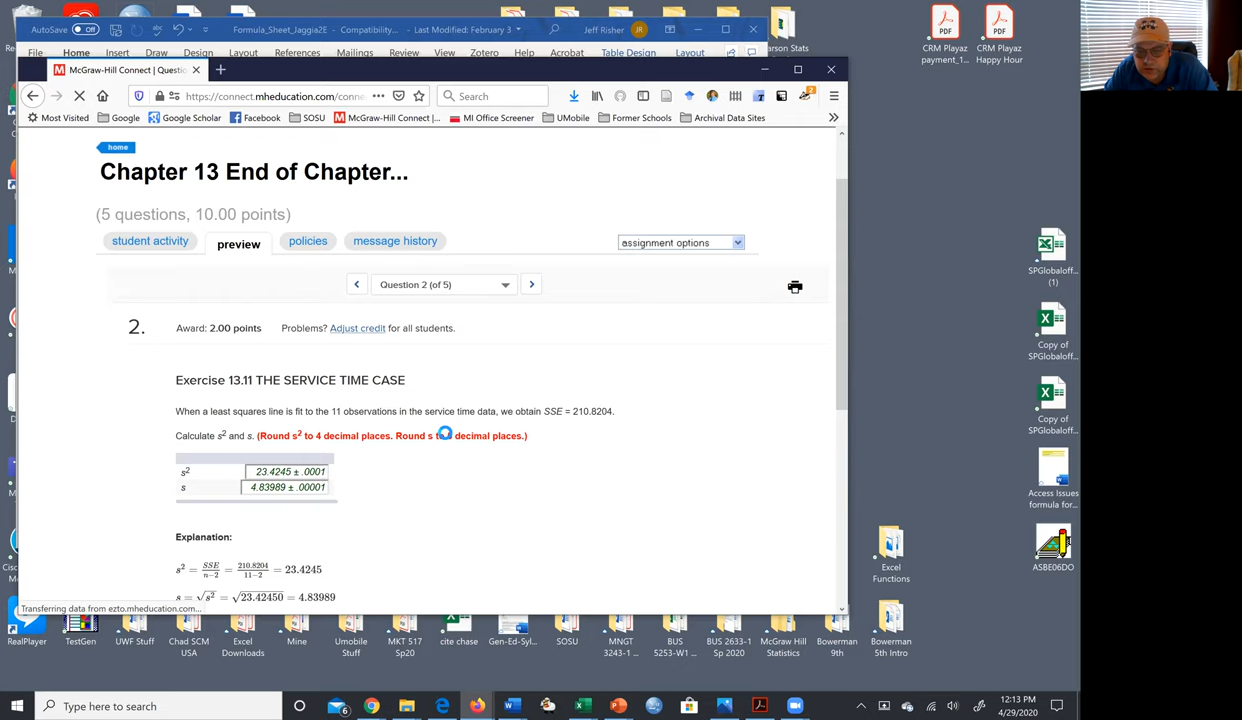 AutoSave Off Formula_Sheet_Jaggia2E - Compatibility... - Last Modified: February 3 Jeff Risher JR
File Home Insert Draw Design Layout References Mailings Review View Zotero Help Acrobat Table Design Layout
McGraw-Hill Connect | Questio
https://connect.mheducation.com/conne
Search
Most Visited Google Google Scholar Facebook SOSU McGraw-Hill Connect |... MI Office Screener UMobile Former Schools Archival Data Sites
home
Chapter 13 End of Chapter...
(5 questions, 10.00 points)
student activity preview policies message history
assignment options
Question 2 (of 5)
2. Award: 2.00 points Problems? Adjust credit for all students.
Exercise 13.11 THE SERVICE TIME CASE
When a least squares line is fit to the 11 observations in the service time data, we obtain SSE = 210.8204.
Calculate s² and s. (Round s² to 4 decimal places. Round s decimal places.)
s² 23.4245 ± .0001
s 4.83989 ± .00001
Explanation:
s² = SSE/n−2 = 210.8204/11−2 = 23.4245
s = √s² = √23.42450 = 4.83989
Transferring data from ezto.mheducation.com...
arson Stats
CRM Playaz payment_1...
CRM Playaz Happy Hour
SPGlobaloff... (1)
Copy of SPGlobaloff...
Copy of SPGlobaloff...
Access Issues formula for...
ASBE06DO
Excel Functions
RealPlayer
TestGen
UWF Stuff
Chad SCM USA
Excel Downloads
Mine
Umobile Stuff
MKT 517 Sp20
cite chase
Gen-Ed-Syl...
SOSU
MNGT 3243-1 ...
BUS 5253-W1 ...
BUS 2633-1 Sp 2020
McGraw Hill Statistics
Bowerman 9th
Bowerman 5th Intro
Type here to search
12:13 PM
4/29/2020